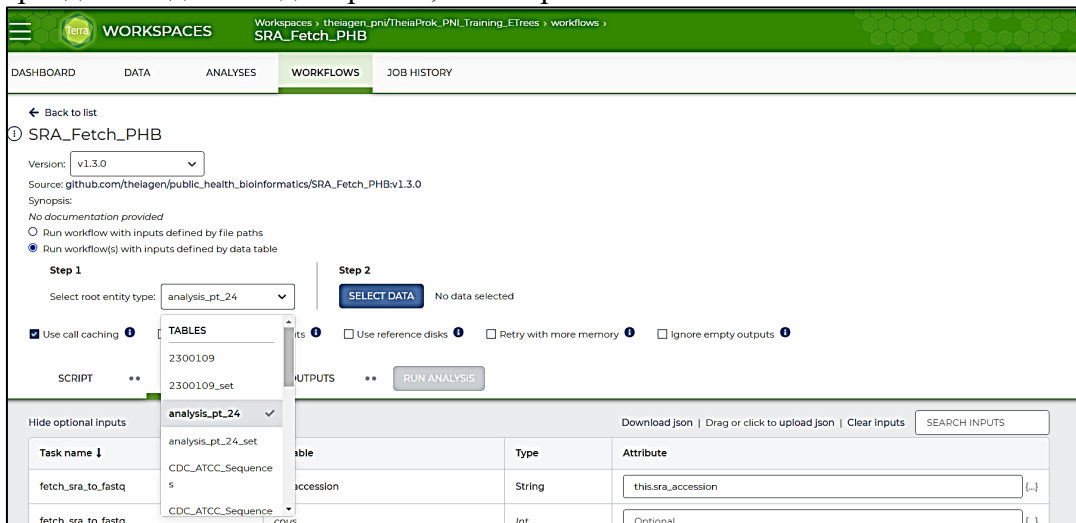 Terra WORKSPACES
Workspaces › theiagen_pni/TheiaProk_PNI_Training_ETrees › workflows ›
SRA_Fetch_PHB
DASHBOARD DATA ANALYSES WORKFLOWS JOB HISTORY
← Back to list
SRA_Fetch_PHB
Version: v1.3.0
Source: github.com/theiagen/public_health_bioinformatics/SRA_Fetch_PHB:v1.3.0
Synopsis:
No documentation provided
Run workflow with inputs defined by file paths
Run workflow(s) with inputs defined by data table
Step 1
Select root entity type: analysis_pt_24
Step 2
SELECT DATA No data selected
Use call caching
Use reference disks Retry with more memory Ignore empty outputs
TABLES
2300109
2300109_set
analysis_pt_24
analysis_pt_24_set
CDC_ATCC_Sequence
s
CDC_ATCC_Sequence
SCRIPT RUN ANALYSIS
Hide optional inputs Download json | Drag or click to upload json | Clear inputs SEARCH INPUTS
Task name ↓ Type Attribute
fetch_sra_to_fastq accession String this.sra_accession {...}
fetch_sra_to_fastq cpus Int Optional